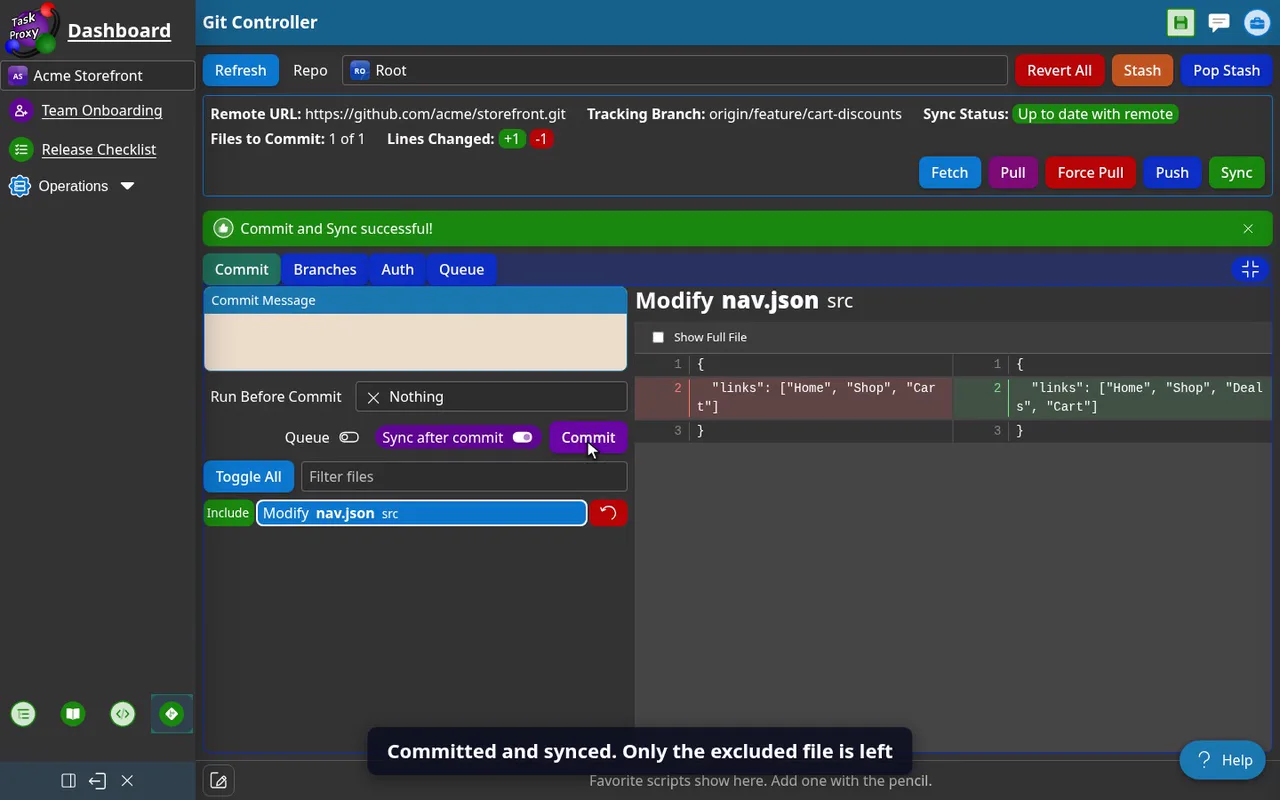 Task
Proxy
Dashboard
AS Acme Storefront
Team Onboarding
Release Checklist
Operations
Git Controller
Refresh
Repo
RO Root
Revert All
Stash
Pop Stash
Remote URL: https://github.com/acme/storefront.git
Tracking Branch: origin/feature/cart-discounts
Sync Status: Up to date with remote
Files to Commit: 1 of 1
Lines Changed: +1 -1
Fetch
Pull
Force Pull
Push
Sync
Commit and Sync successful!
Commit
Branches
Auth
Queue
Commit Message
Run Before Commit
Nothing
Queue
Sync after commit
Commit
Toggle All
Filter files
Include
Modify nav.json src
Modify nav.json src
Show Full File
1 {
2 "links": ["Home", "Shop", "Car
t"]
3 }
1 {
2 "links": ["Home", "Shop", "Deal
s", "Cart"]
3 }
Committed and synced. Only the excluded file is left
Favorite scripts show here. Add one with the pencil.
? Help